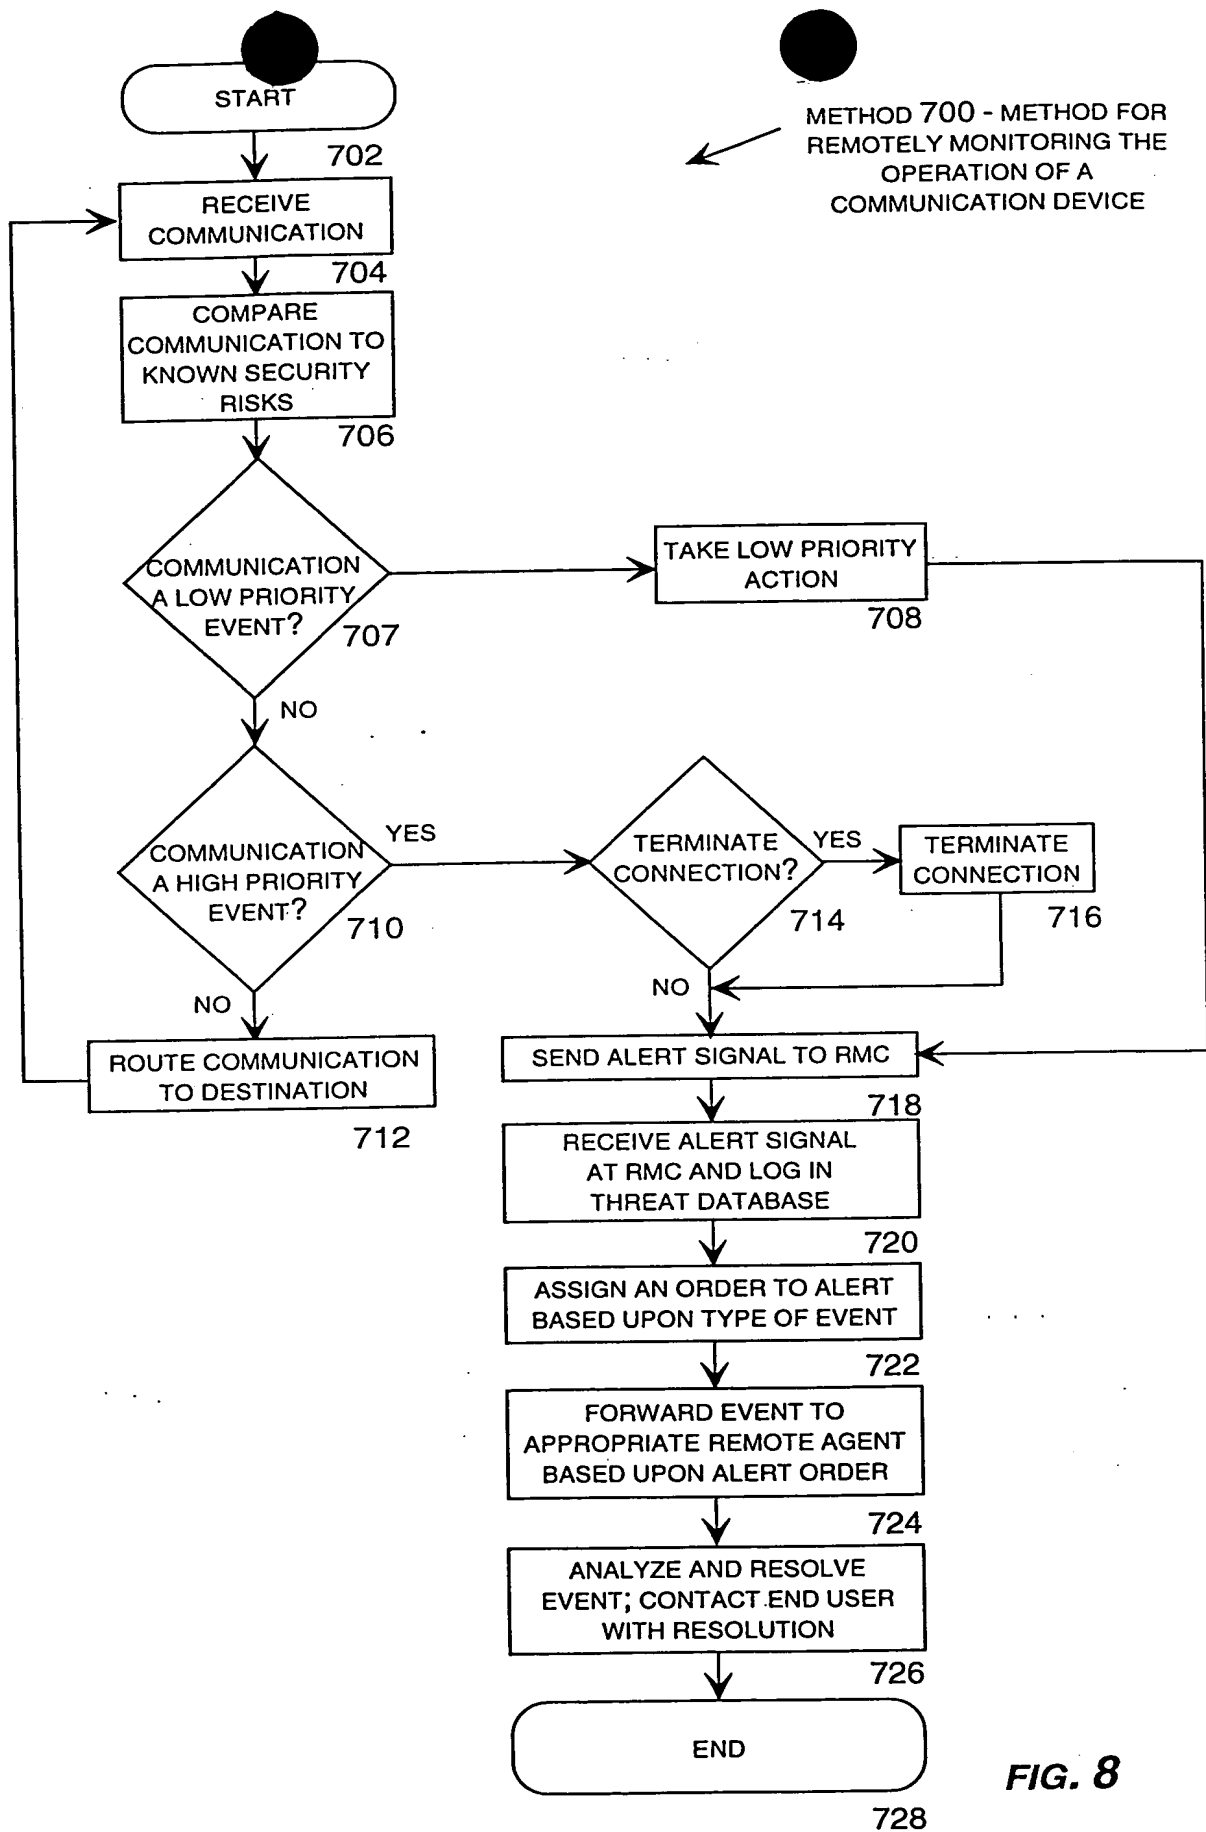 START
METHOD 700 - METHOD FOR
REMOTELY MONITORING THE
OPERATION OF A
COMMUNICATION DEVICE
702
RECEIVE
COMMUNICATION
704
COMPARE
COMMUNICATION TO
KNOWN SECURITY
RISKS
706
COMMUNICATION
A LOW PRIORITY
EVENT?
707
TAKE LOW PRIORITY
ACTION
708
NO
COMMUNICATION
A HIGH PRIORITY
EVENT?
710
YES
TERMINATE
CONNECTION?
714
YES
TERMINATE
CONNECTION
716
NO
ROUTE COMMUNICATION
TO DESTINATION
712
NO
SEND ALERT SIGNAL TO RMC
718
RECEIVE ALERT SIGNAL
AT RMC AND LOG IN
THREAT DATABASE
720
ASSIGN AN ORDER TO ALERT
BASED UPON TYPE OF EVENT
722
FORWARD EVENT TO
APPROPRIATE REMOTE AGENT
BASED UPON ALERT ORDER
724
ANALYZE AND RESOLVE
EVENT; CONTACT END USER
WITH RESOLUTION
726
END
728
FIG. 8